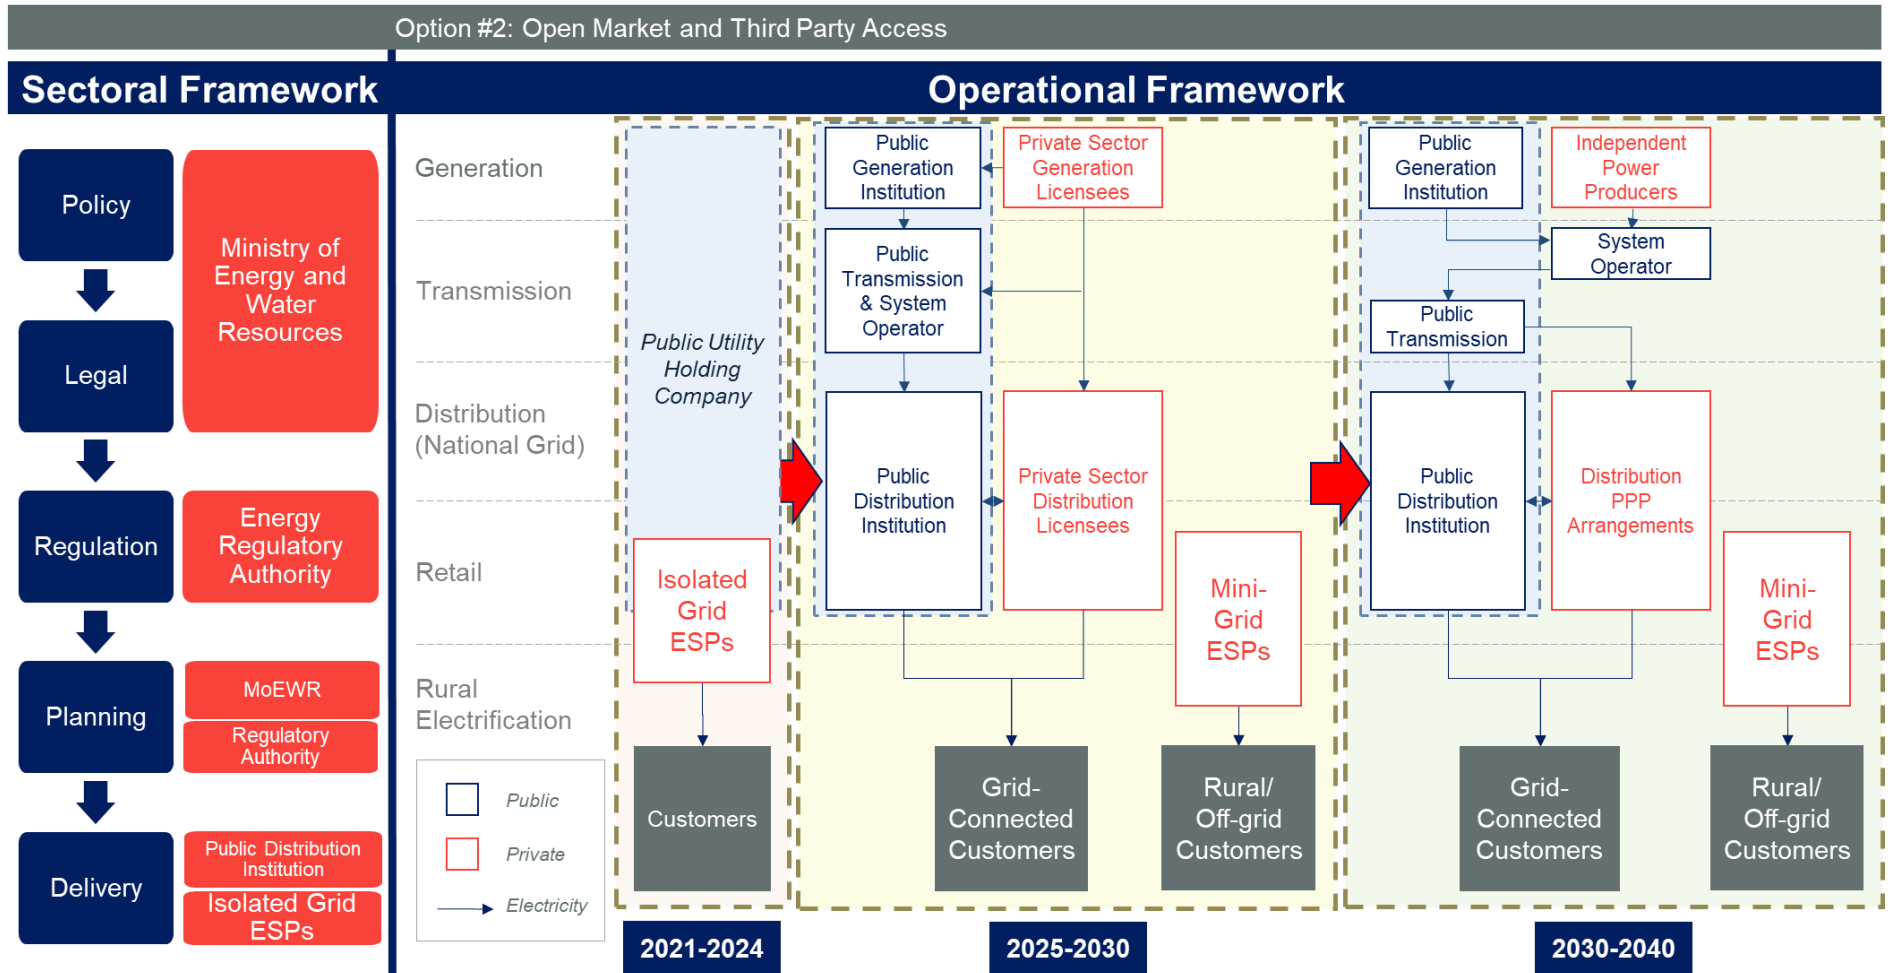 Option #2: Open Market and Third Party Access
Sectoral Framework
Operational Framework
Policy
Legal
Regulation
Planning
Delivery
Ministry of
Energy and
Water
Resources
Energy
Regulatory
Authority
MoEWR
Regulatory
Authority
Public Distribution
Institution
Isolated Grid
ESPs
Generation
Transmission
Distribution
(National Grid)
Retail
Rural
Electrification
Public
Private
Electricity
Public Utility
Holding
Company
Isolated
Grid
ESPs
Customers
2021-2024
Public
Generation
Institution
Private Sector
Generation
Licensees
Public
Transmission
& System
Operator
Public
Distribution
Institution
Private Sector
Distribution
Licensees
Mini-
Grid
ESPs
Grid-
Connected
Customers
Rural/
Off-grid
Customers
2025-2030
Public
Generation
Institution
Independent
Power
Producers
System
Operator
Public
Transmission
Public
Distribution
Institution
Distribution
PPP
Arrangements
Mini-
Grid
ESPs
Grid-
Connected
Customers
Rural/
Off-grid
Customers
2030-2040